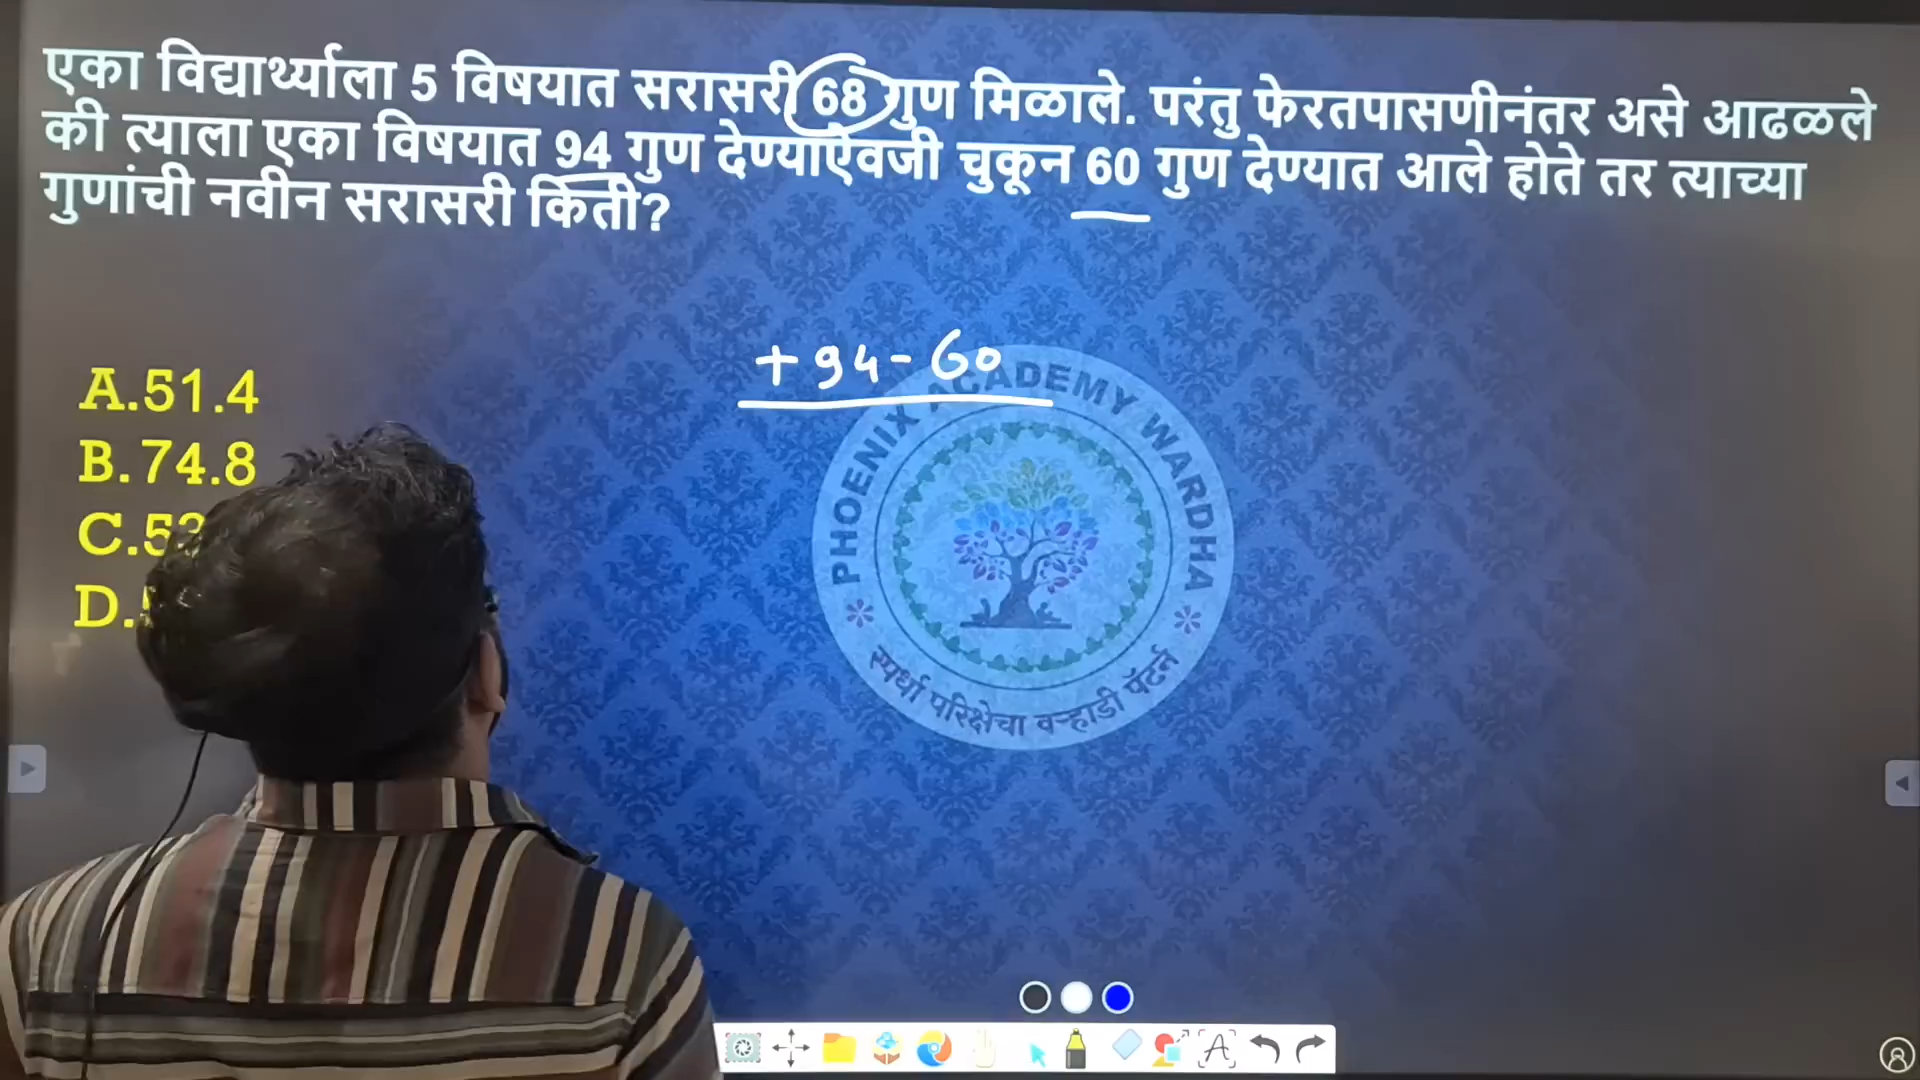 एका विद्यार्थ्याला 5 विषयात सरासरी 68 गुण मिळाले. परंतु फेरतपासणीनंतर असे आढळले
की त्याला एका विषयात 94 गुण देण्याऐवजी चुकून 60 गुण देण्यात आले होते तर त्याच्या
गुणांची नवीन सरासरी किती?
+94-60
A.51.4
B.74.8
C.5
D.
PHOENIX ACADEMY WARDHA
स्पर्धा परिक्षेचा वऱ्हाडी पॅटर्न